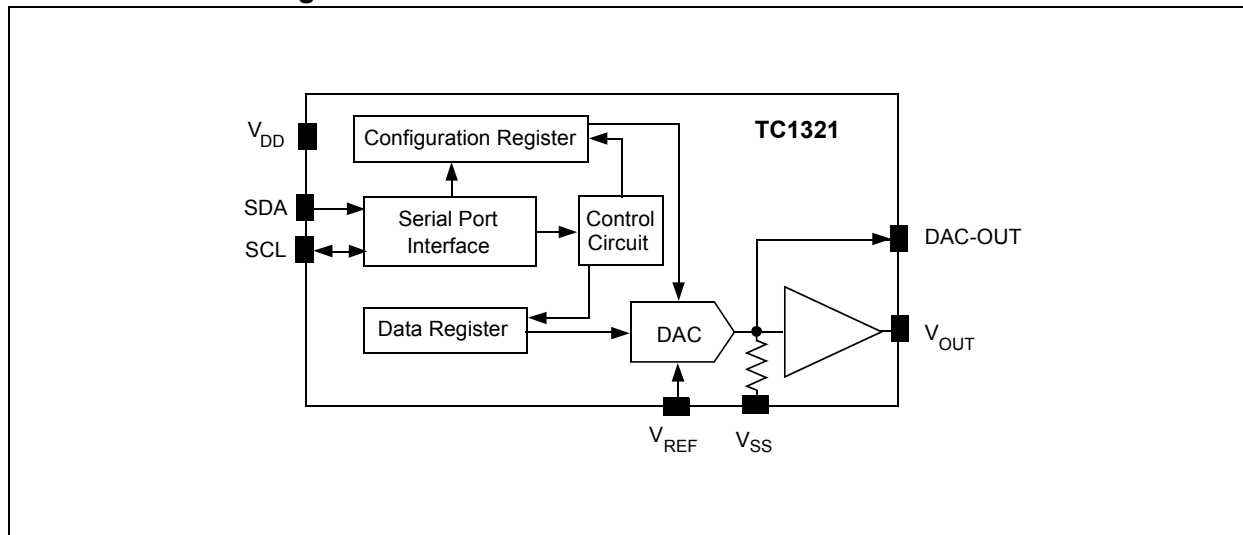 V_DD
Configuration Register
TC1321
SDA
Serial Port
Interface
Control
Circuit
SCL
DAC-OUT
Data Register
DAC
V_OUT
V_REF
V_SS